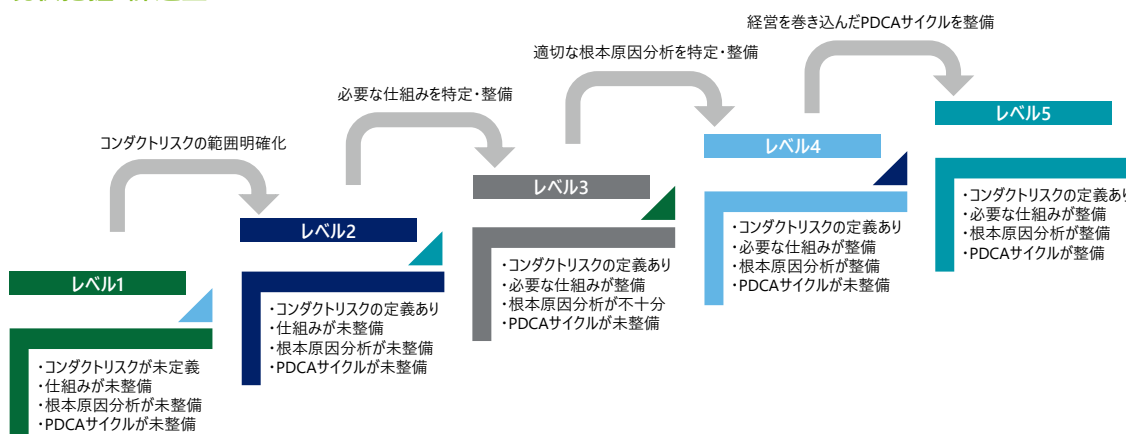 経営を巻き込んだPDCAサイクルを整備
適切な根本原因分析を特定・整備
必要な仕組みを特定・整備
コンダクトリスクの範囲明確化
レベル1
・コンダクトリスクが未定義
・仕組みが未整備
・根本原因分析が未整備
・PDCAサイクルが未整備
レベル2
・コンダクトリスクの定義あり
・仕組みが未整備
・根本原因分析が未整備
・PDCAサイクルが未整備
レベル3
・コンダクトリスクの定義あり
・必要な仕組みが整備
・根本原因分析が不十分
・PDCAサイクルが未整備
レベル4
・コンダクトリスクの定義あり
・必要な仕組みが整備
・根本原因分析が整備
・PDCAサイクルが未整備
レベル5
・コンダクトリスクの定義あり
・必要な仕組みが整備
・根本原因分析が整備
・PDCAサイクルが整備